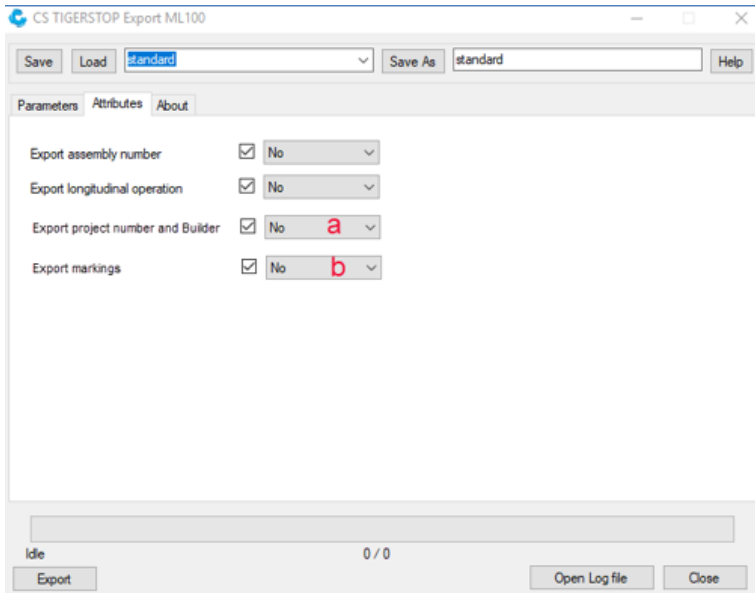 CS TIGERSTOP Export ML100
Save Load standard Save As standard Help
Parameters Attributes About
Export assembly number No
Export longitudinal operation No
Export project number and Builder No a
Export markings No b
Idle 0 / 0
Export Open Log file Close